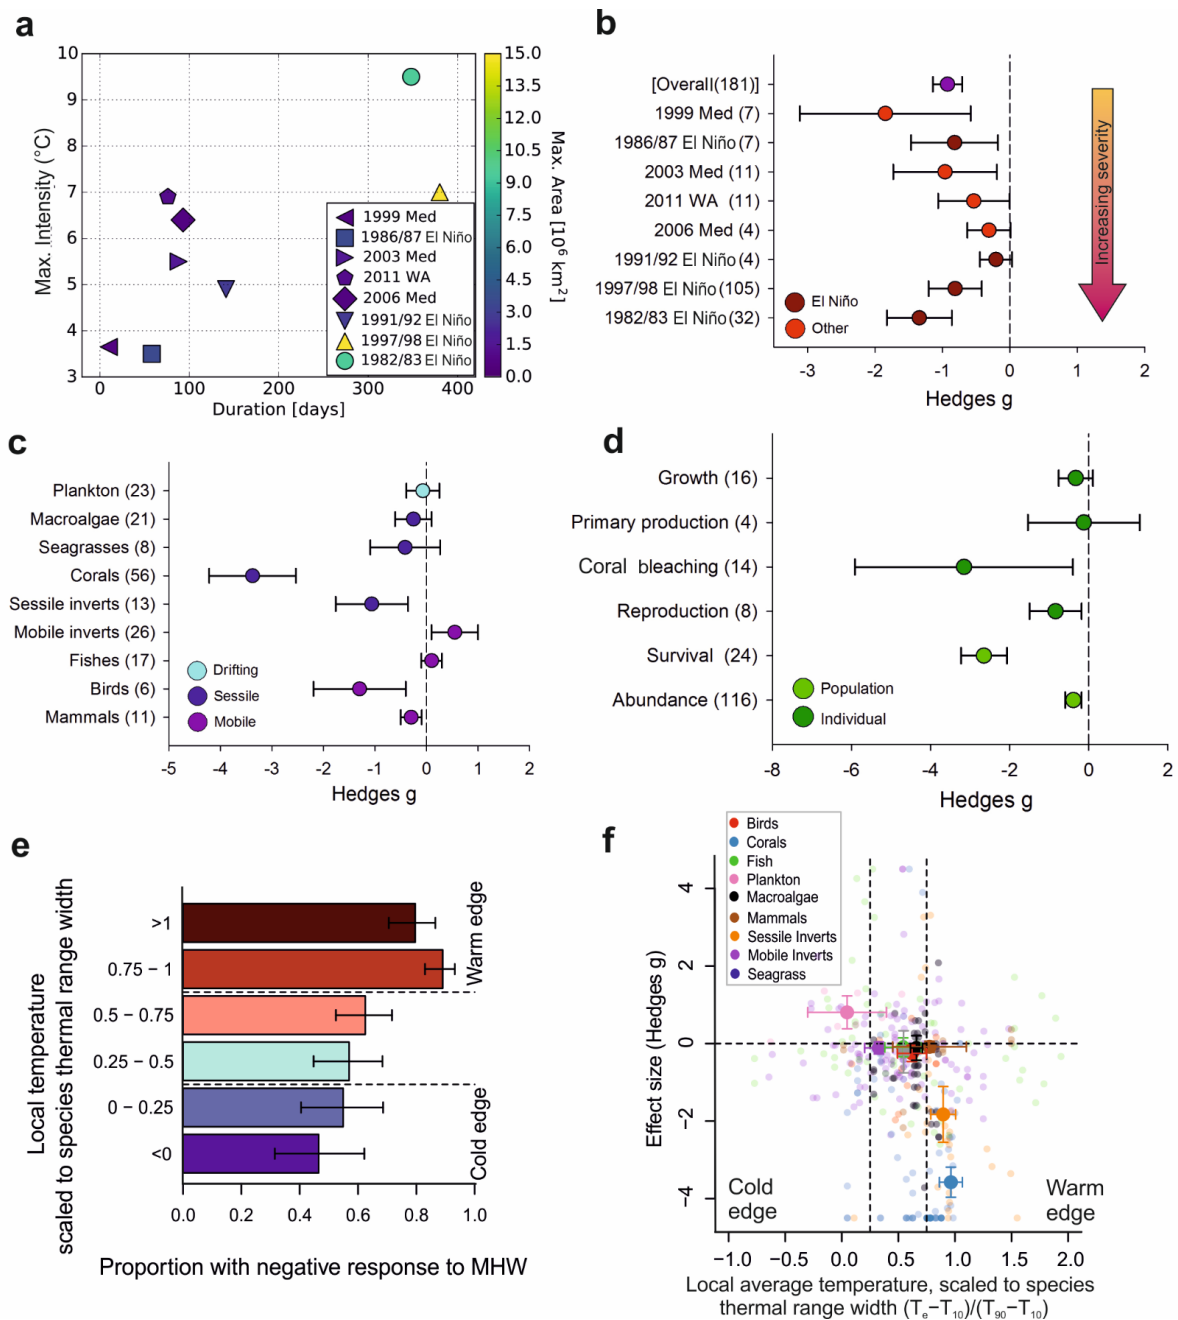 a
10
9
8
7
6
5
4
3
Max. Intensity (°C)
0
100
200
300
400
Duration [days]
1999 Med
1986/87 El Niño
2003 Med
2011 WA
2006 Med
1991/92 El Niño
1997/98 El Niño
1982/83 El Niño
15.0
13.5
12.0
10.5
9.0
7.5
6.0
4.5
3.0
1.5
0.0
Max. Area [10⁶ km²]
b
[Overall(181)]
1999 Med (7)
1986/87 El Niño (7)
2003 Med (11)
2011 WA (11)
2006 Med (4)
1991/92 El Niño (4)
1997/98 El Niño (105)
1982/83 El Niño (32)
El Niño
Other
Increasing severity
-3
-2
-1
0
1
2
Hedges g
c
Plankton (23)
Macroalgae (21)
Seagrasses (8)
Corals (56)
Sessile inverts (13)
Mobile inverts (26)
Fishes (17)
Birds (6)
Mammals (11)
Drifting
Sessile
Mobile
-5
-4
-3
-2
-1
0
1
2
Hedges g
d
Growth (16)
Primary production (4)
Coral bleaching (14)
Reproduction (8)
Survival (24)
Abundance (116)
Population
Individual
-8
-6
-4
-2
0
2
Hedges g
e
Local temperature
scaled to species thermal range width
>1
0.75 – 1
0.5 – 0.75
0.25 – 0.5
0 – 0.25
<0
Warm edge
Cold edge
0.0
0.2
0.4
0.6
0.8
1.0
Proportion with negative response to MHW
f
Birds
Corals
Fish
Plankton
Macroalgae
Mammals
Sessile Inverts
Mobile Inverts
Seagrass
Effect size (Hedges g)
4
2
0
−2
−4
Cold
edge
Warm
edge
−1.0
−0.5
0.0
0.5
1.0
1.5
2.0
Local average temperature, scaled to species
thermal range width (Tₑ−T₁₀)/(T₉₀−T₁₀)